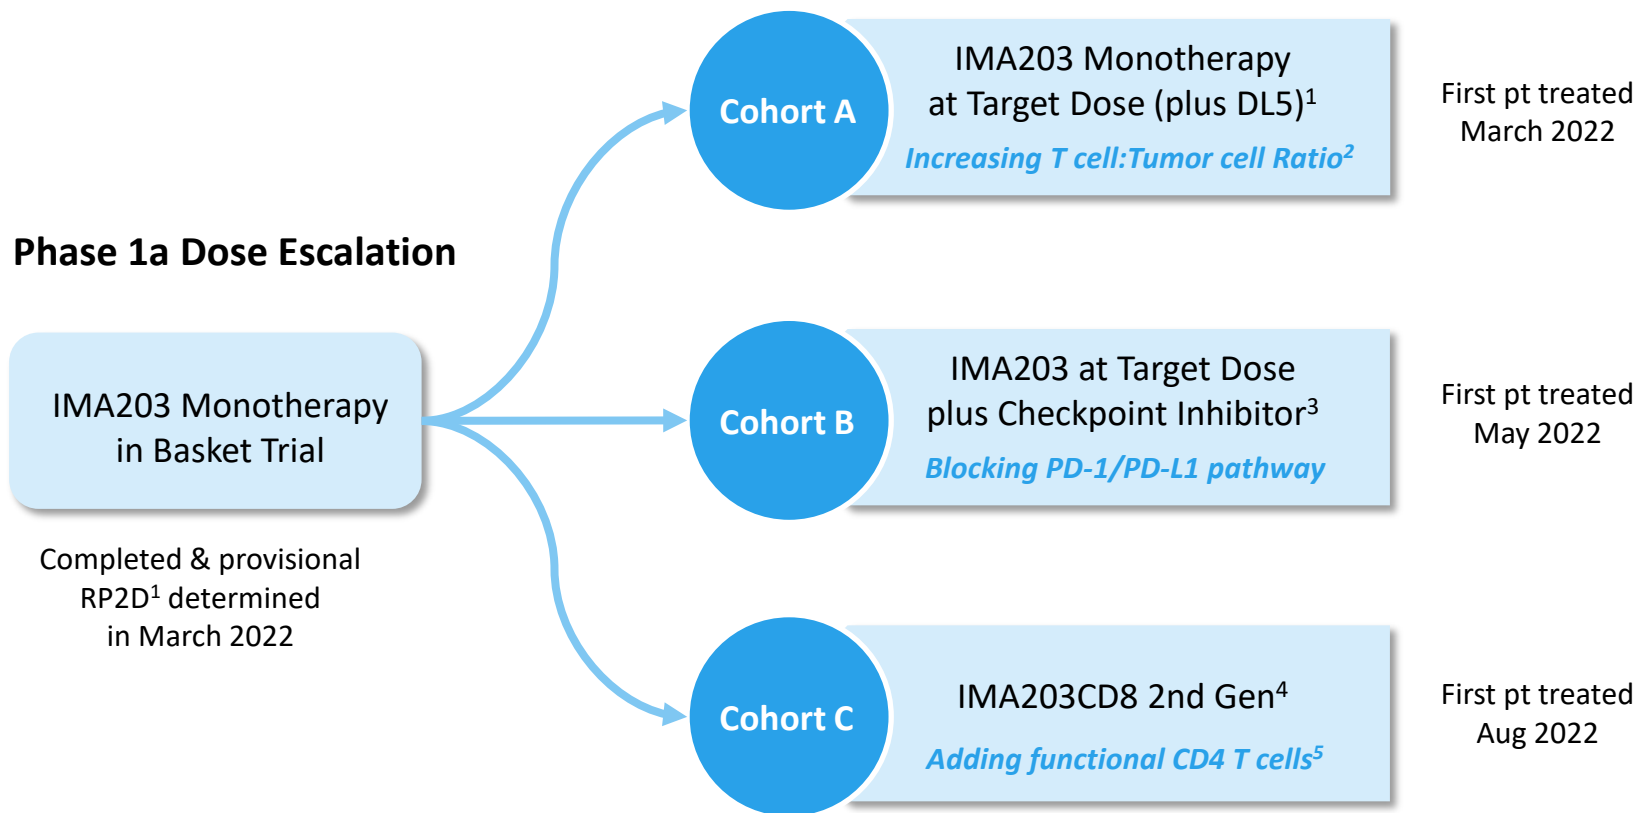 Phase 1a Dose Escalation
IMA203 Monotherapy
in Basket Trial
Completed & provisional
RP2D¹ determined
in March 2022
Cohort A
IMA203 Monotherapy
at Target Dose (plus DL5)¹
Increasing T cell:Tumor cell Ratio²
First pt treated
March 2022
Cohort B
IMA203 at Target Dose
plus Checkpoint Inhibitor³
Blocking PD-1/PD-L1 pathway
First pt treated
May 2022
Cohort C
IMA203CD8 2nd Gen⁴
Adding functional CD4 T cells⁵
First pt treated
Aug 2022